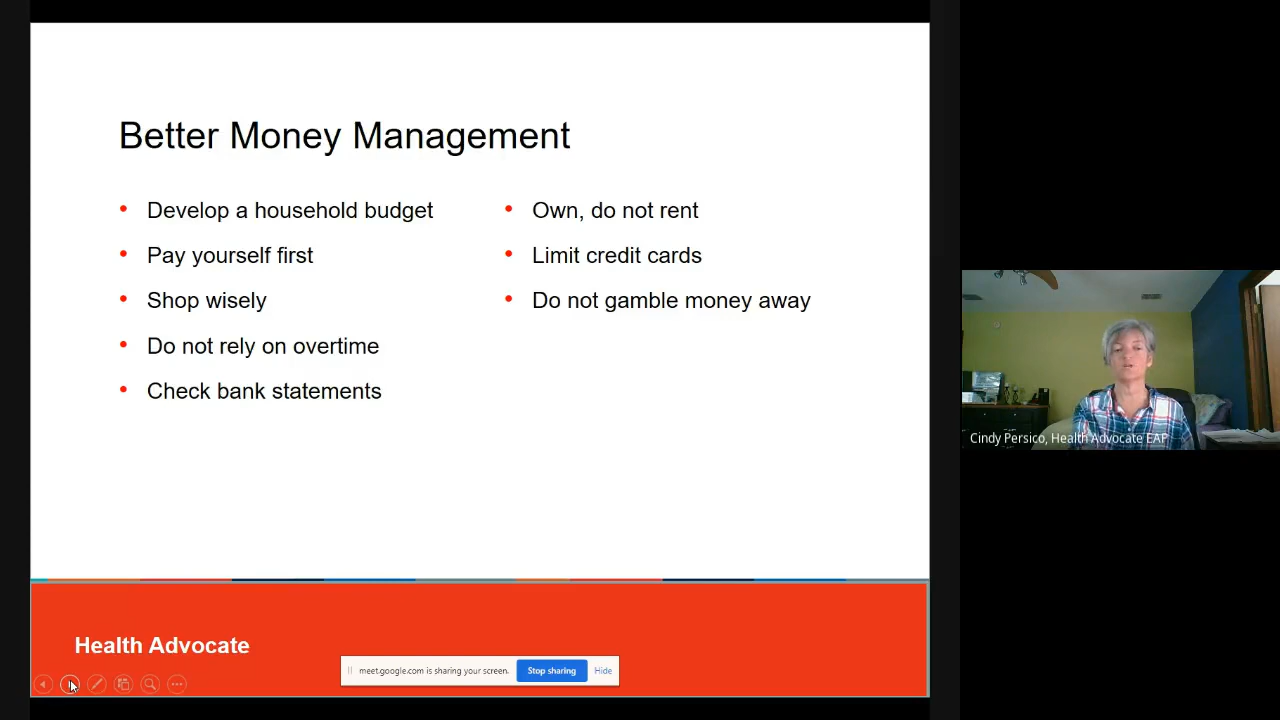 Better Money Management
• Develop a household budget
• Pay yourself first
• Shop wisely
• Do not rely on overtime
• Check bank statements
• Own, do not rent
• Limit credit cards
• Do not gamble money away
Cindy Persico, Health Advocate EAP
Health Advocate
meet.google.com is sharing your screen.
Stop sharing
Hide